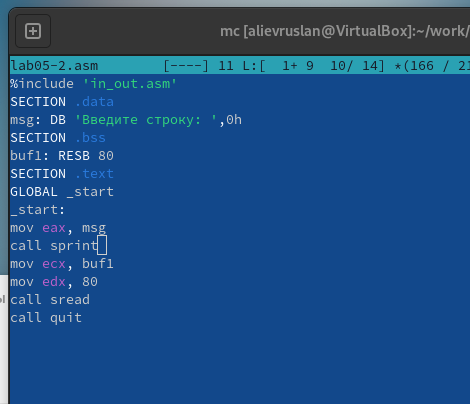 mc [alievruslan@VirtualBox]:~/work/
lab05-2.asm [----] 11 L:[ 1+ 9 10/ 14] *(166 / 21
%include 'in_out.asm'
SECTION .data
msg: DB 'Введите строку: ',0h
SECTION .bss
buf1: RESB 80
SECTION .text
GLOBAL _start
_start:
mov eax, msg
call sprint
mov ecx, buf1
mov edx, 80
call sread
call quit